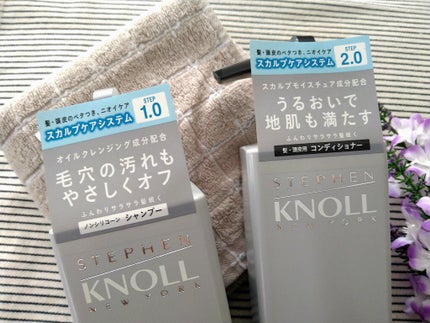 髪・頭皮のベタつき、ニオイケア
スカルプケアシステム
STEP
1.0
オイルクレンジング成分配合
毛穴の汚れも
やさしくオフ
ふんわりサラサラ髪続く
ノンシリコーン シャンプー
STEPHEN
KNOLL
NEW YORK
髪・頭皮のベタつき、ニオイケア
スカルプケアシステム
STEP
2.0
スカルプモイスチュア成分配合
うるおいで
地肌も満たす
ふんわりサラサラ髪続く
髪・頭皮用 コンディショナー
STEPHEN
KNOLL
NEW YORK